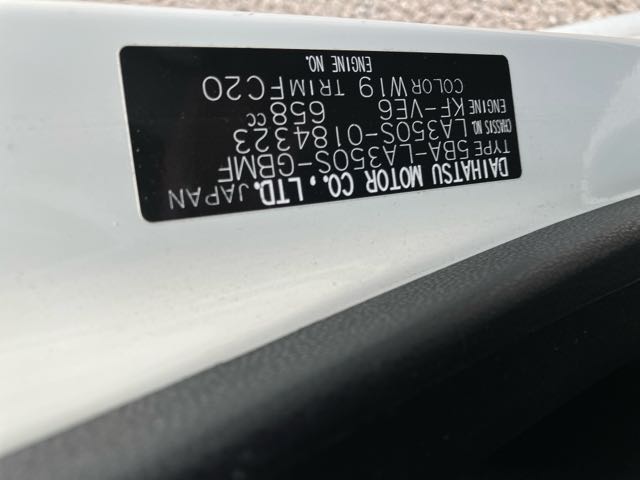 DAIHATSU MOTOR CO., LTD. JAPAN
TYPE 5BA-LA350S-GBMF
CHASSIS NO. LA350S-0184323
ENGINE KF-VE6 658cc
COLOR W19 TRIM FC20
ENGINE NO.